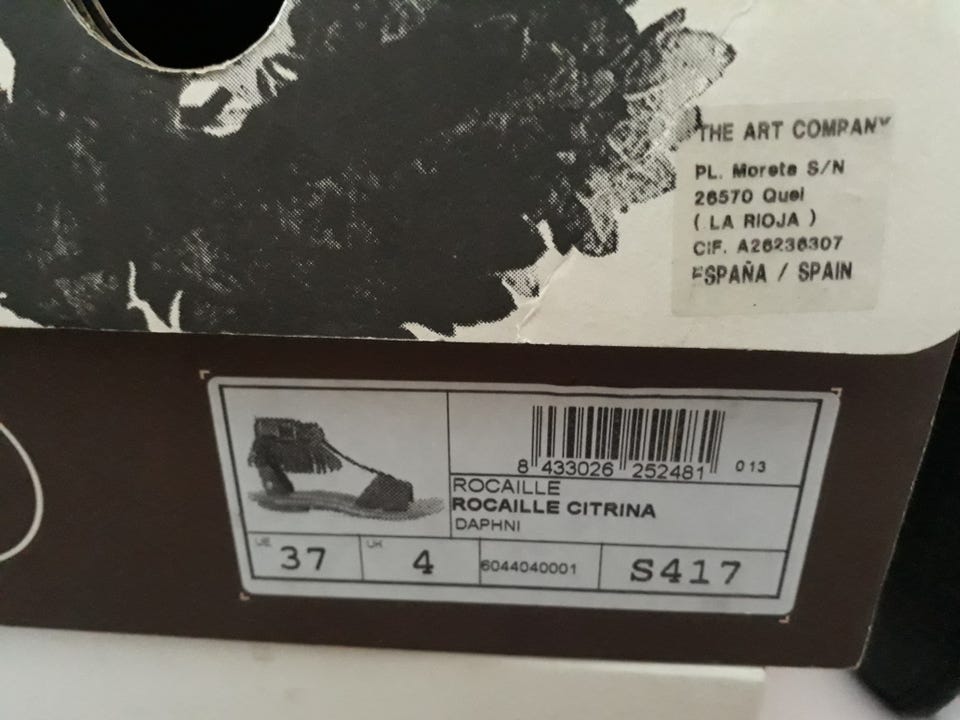 THE ART COMPANY
PL. Morete S/N
26570 Quel
( LA RIOJA )
CIF. A26236307
ESPAÑA / SPAIN
8 433026 252481 013
ROCAILLE
ROCAILLE CITRINA
DAPHNI
UE 37 UK 4 6044040001 S417